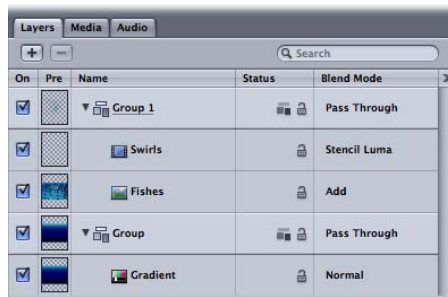 Layers Media Audio
Search
On Pre Name Status Blend Mode
Group 1 Pass Through
Swirls Stencil Luma
Fishes Add
Group Pass Through
Gradient Normal